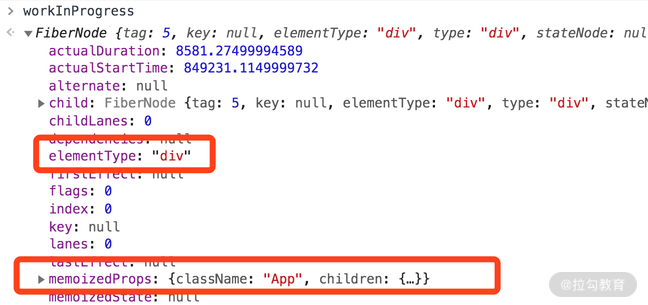 > workInProgress
FiberNode {tag: 5, key: null, elementType: "div", type: "div", stateNode: nul
actualDuration: 8581.27499994589
actualStartTime: 849231.1149999732
alternate: null
child: FiberNode {tag: 5, key: null, elementType: "div", type: "div", stateN
childLanes: 0
dependencies: null
elementType: "div"
firstEffect: null
flags: 0
index: 0
key: null
lanes: 0
lastEffect: null
memoizedProps: {className: "App", children: {…}}
memoizedState: null
@拉勾教育